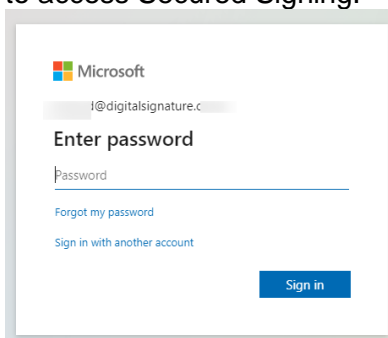 to access Secured Signing.
Microsoft
@digitalsignature.c
Enter password
Password
Forgot my password
Sign in with another account
Sign in